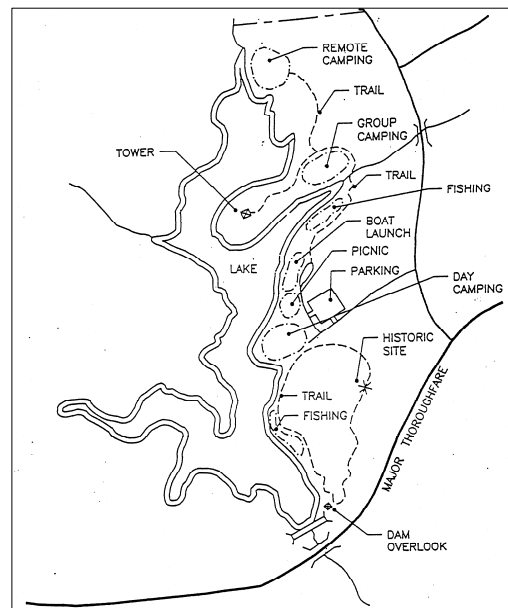 REMOTE
CAMPING
TRAIL
GROUP
CAMPING
TOWER
TRAIL
FISHING
BOAT
LAUNCH
PICNIC
LAKE
PARKING
DAY
CAMPING
HISTORIC
SITE
TRAIL
FISHING
MAJOR THOROUGHFARE
DAM
OVERLOOK